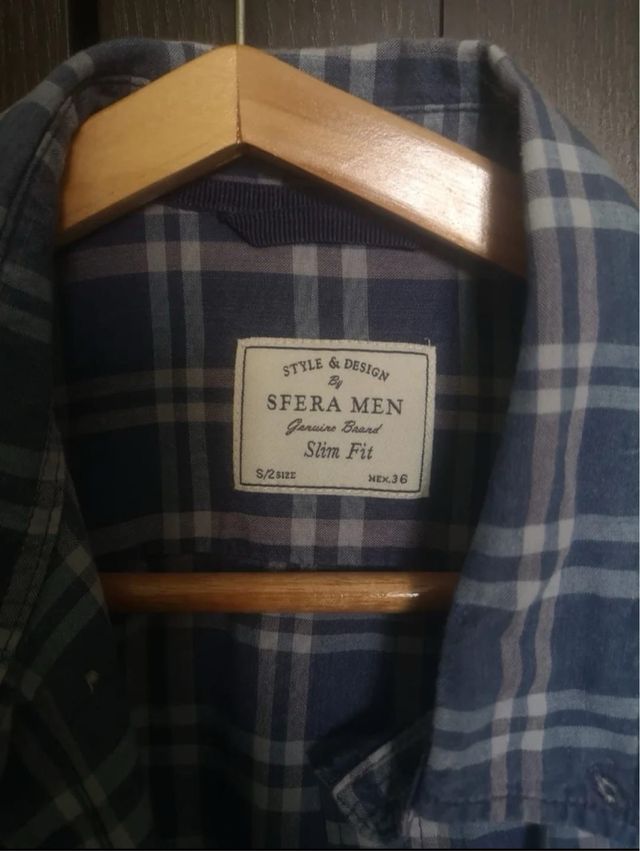 STYLE & DESIGN
By
SFERA MEN
Genuine Brand
Slim Fit
S/2 SIZE MEX.36